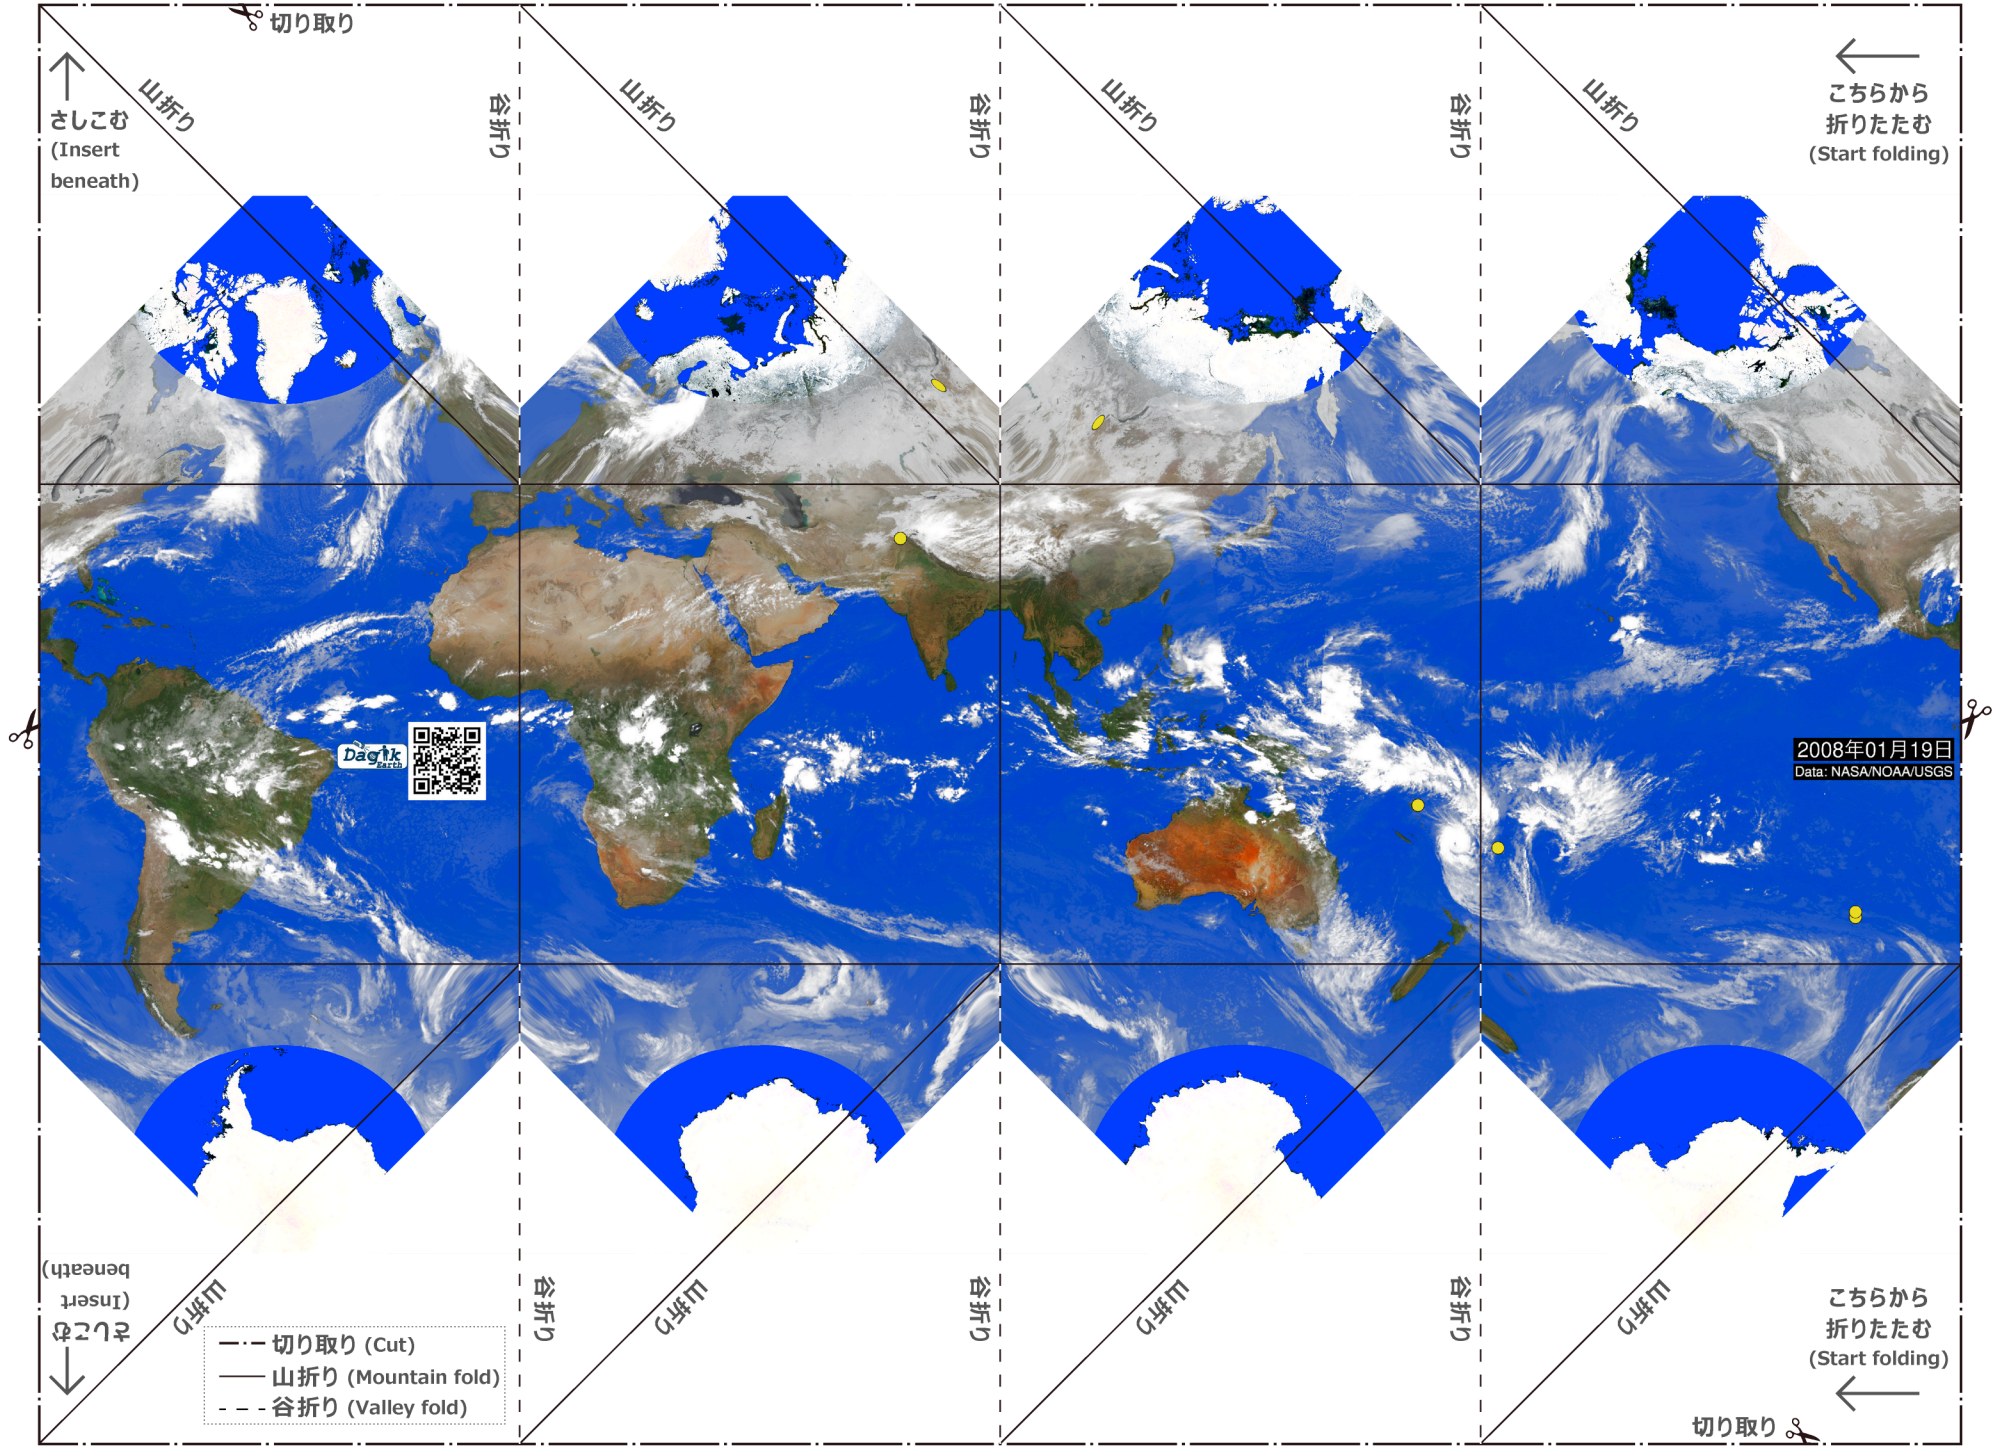 切り取り
さしこむ
(Insert
beneath)
山折り
谷折り
山折り
谷折り
山折り
谷折り
山折り
こちらから
折りたたむ
(Start folding)
Dagik
Earth
2008年01月19日
Data: NASA/NOAA/USGS
さしこむ
(Insert
beneath)
山折り
谷折り
山折り
谷折り
山折り
谷折り
山折り
こちらから
折りたたむ
(Start folding)
切り取り (Cut)
山折り (Mountain fold)
谷折り (Valley fold)
切り取り